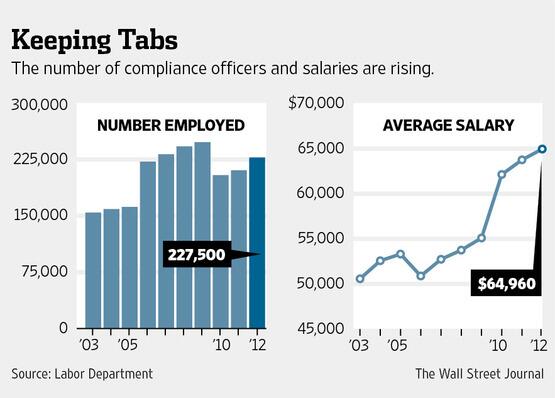 Keeping Tabs
The number of compliance officers and salaries are rising.
NUMBER EMPLOYED
300,000
225,000
150,000
75,000
0
227,500
’03 ’05 ’10 ’12
AVERAGE SALARY
$70,000
65,000
60,000
55,000
50,000
45,000
$64,960
’03 ’05 ’10 ’12
Source: Labor Department
The Wall Street Journal